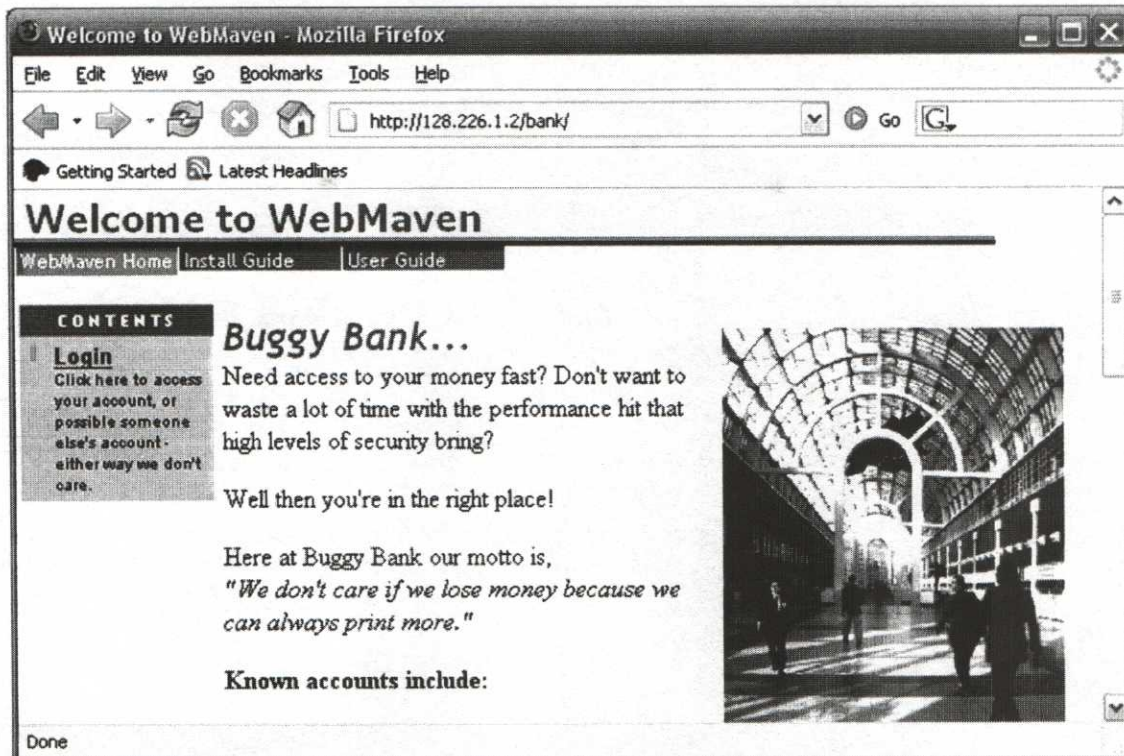 Welcome to WebMaven - Mozilla Firefox
File Edit View Go Bookmarks Tools Help
http://128.226.1.2/bank/ Go G
Getting Started Latest Headlines
Welcome to WebMaven
WebMaven Home Install Guide User Guide
CONTENTS
Login
Click here to access
your account, or
possible someone
else's account -
either way we don't
care.
Buggy Bank...
Need access to your money fast? Don't want to
waste a lot of time with the performance hit that
high levels of security bring?
Well then you're in the right place!
Here at Buggy Bank our motto is,
"We don't care if we lose money because we
can always print more."
Known accounts include:
Done